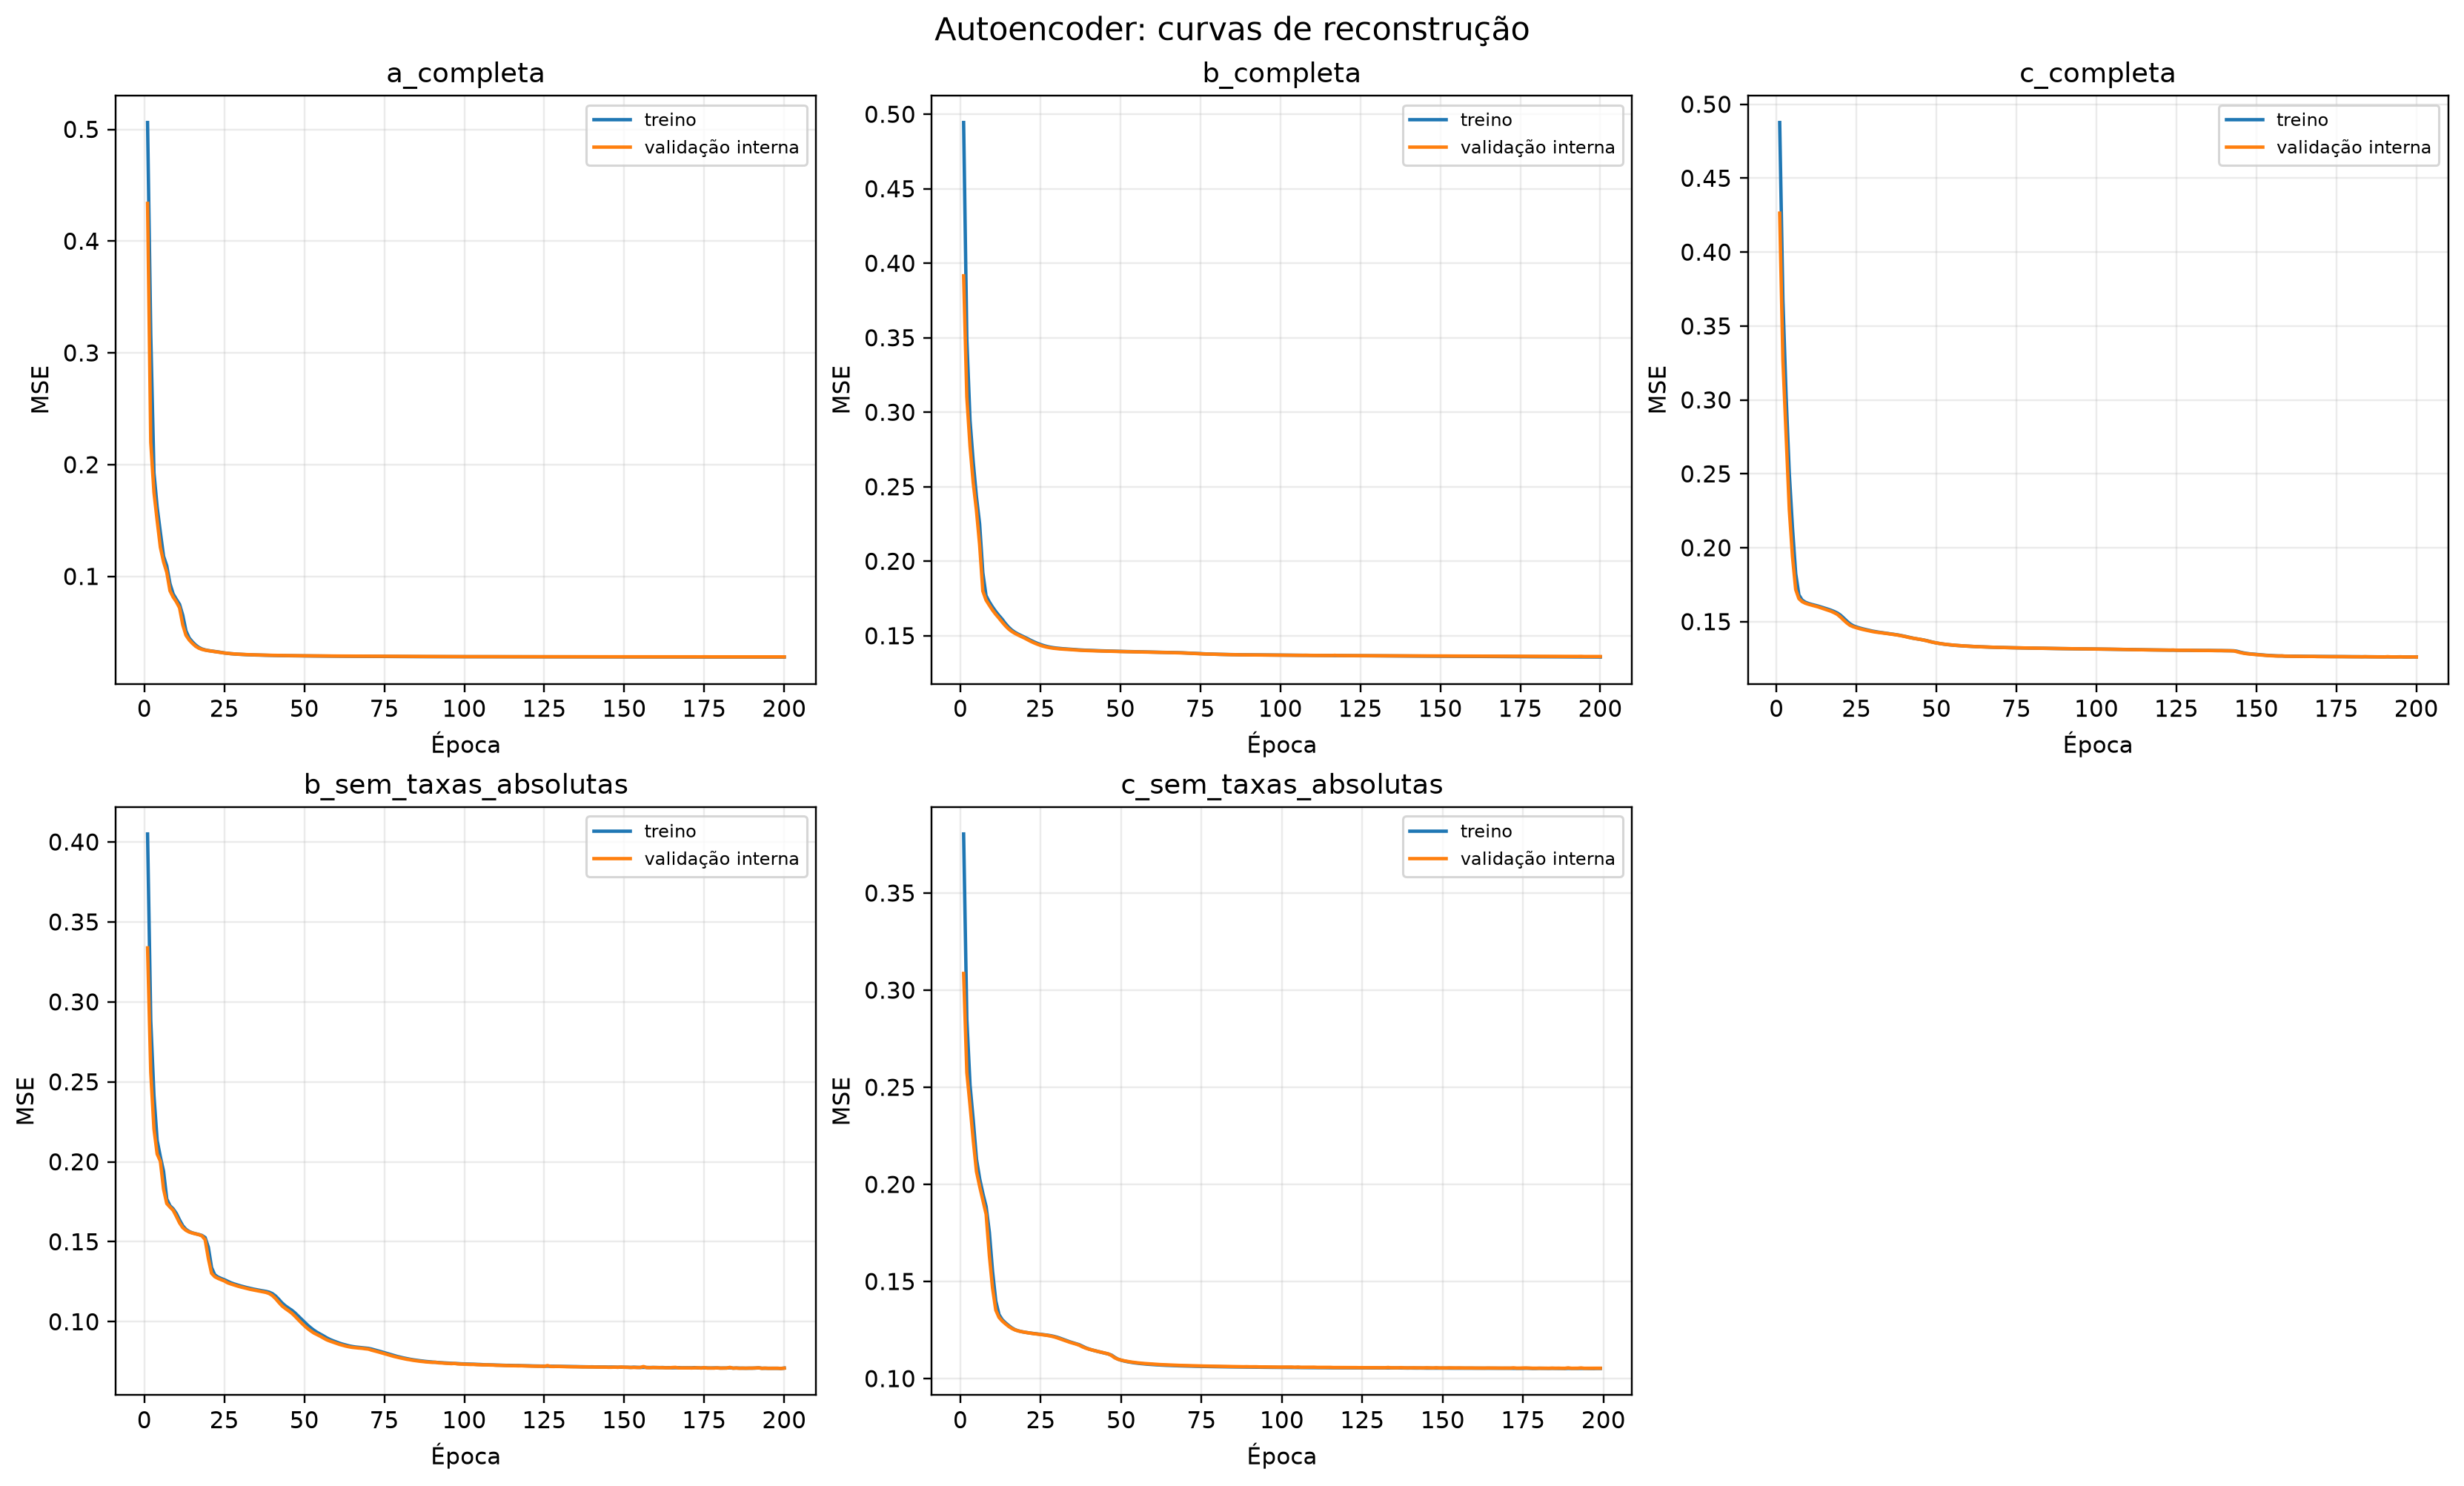 Autoencoder: curvas de reconstrução
a_completa
treino
validação interna
MSE
0.5
0.4
0.3
0.2
0.1
0 25 50 75 100 125 150 175 200
Época
b_completa
treino
validação interna
MSE
0.50
0.45
0.40
0.35
0.30
0.25
0.20
0.15
0 25 50 75 100 125 150 175 200
Época
c_completa
treino
validação interna
MSE
0.50
0.45
0.40
0.35
0.30
0.25
0.20
0.15
0 25 50 75 100 125 150 175 200
Época
b_sem_taxas_absolutas
treino
validação interna
MSE
0.40
0.35
0.30
0.25
0.20
0.15
0.10
0 25 50 75 100 125 150 175 200
Época
c_sem_taxas_absolutas
treino
validação interna
MSE
0.35
0.30
0.25
0.20
0.15
0.10
0 25 50 75 100 125 150 175 200
Época